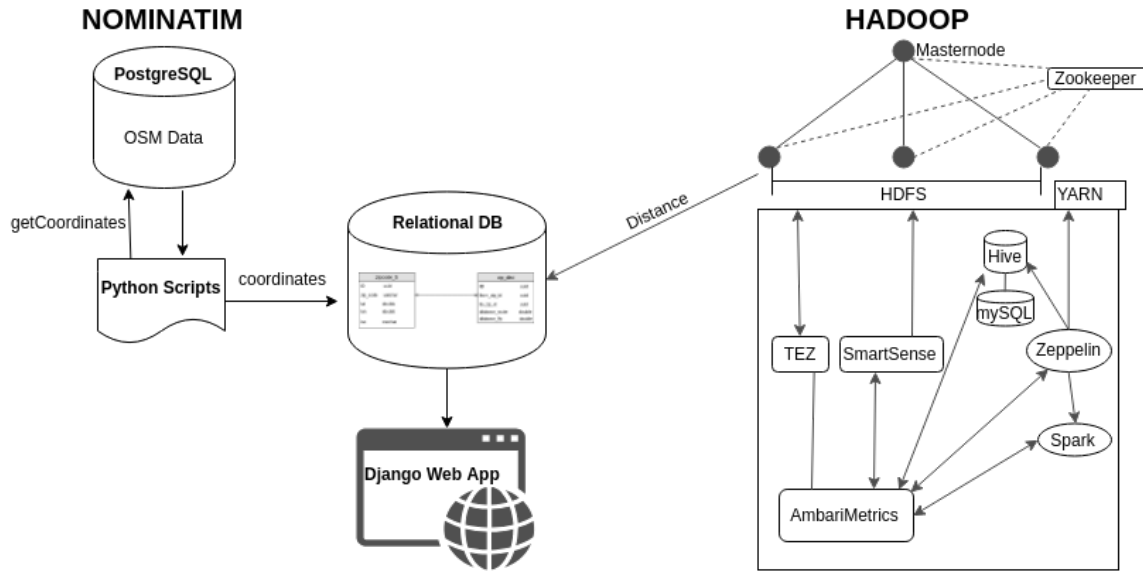 NOMINATIM
HADOOP
PostgreSQL
OSM Data
getCoordinates
Python Scripts
coordinates
Relational DB
Django Web App
Distance
Masternode
Zookeeper
HDFS
YARN
Hive
mySQL
TEZ
SmartSense
Zeppelin
Spark
AmbariMetrics